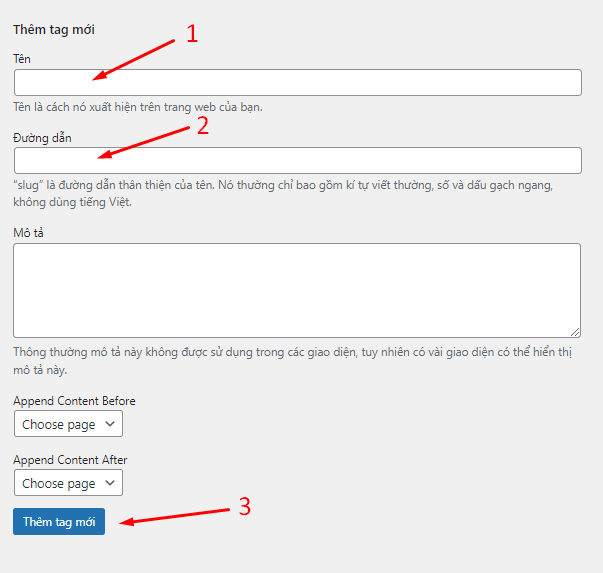 Thêm tag mới
1
Tên
Tên là cách nó xuất hiện trên trang web của bạn.
2
Đường dẫn
“slug” là đường dẫn thân thiện của tên. Nó thường chỉ bao gồm kí tự viết thường, số và dấu gạch ngang,
không dùng tiếng Việt.
Mô tả
Thông thường mô tả này không được sử dụng trong các giao diện, tuy nhiên có vài giao diện có thể hiển thị
mô tả này.
Append Content Before
Choose page
Append Content After
Choose page
3
Thêm tag mới